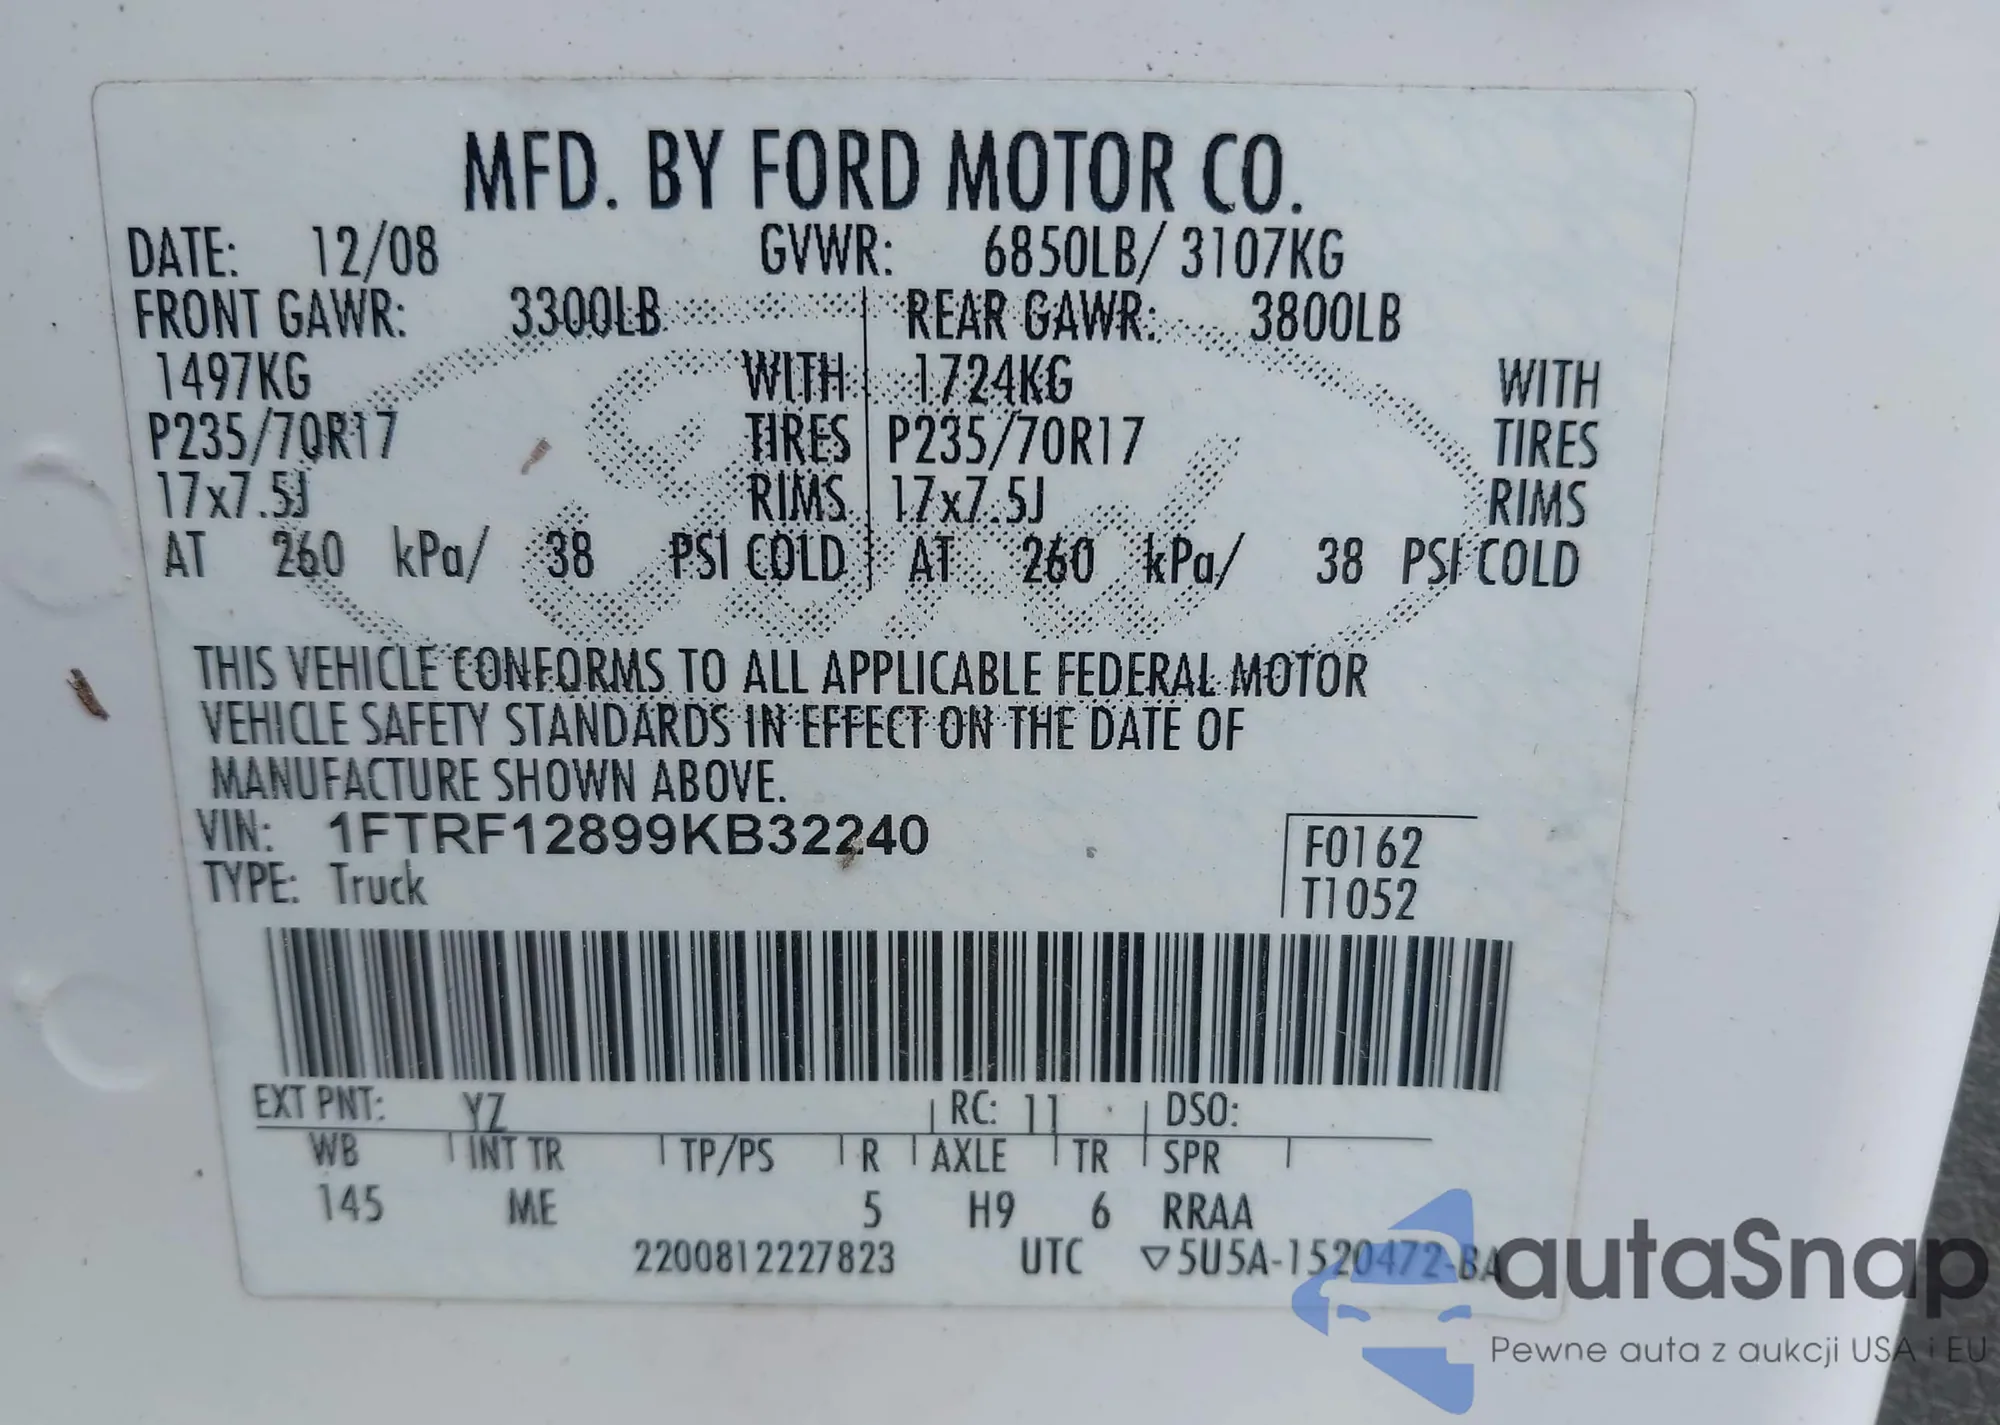 MFD. BY FORD MOTOR CO.
DATE: 12/08 GVWR: 6850LB/ 3107KG
FRONT GAWR: 3300LB REAR GAWR: 3800LB
1497KG WITH 1724KG WITH
P235/70R17 TIRES P235/70R17 TIRES
17x7.5J RIMS 17x7.5J RIMS
AT 260 kPa/ 38 PSI COLD AT 260 kPa/ 38 PSI COLD
Ford
THIS VEHICLE CONFORMS TO ALL APPLICABLE FEDERAL MOTOR
VEHICLE SAFETY STANDARDS IN EFFECT ON THE DATE OF
MANUFACTURE SHOWN ABOVE.
VIN: 1FTRF12899KB32240 F0162
TYPE: Truck T1052
EXT PNT: YZ RC: 11 DSO:
WB INT TR TP/PS R AXLE TR SPR
145 ME 5 H9 6 RRAA
2200812227823 UTC ▽5U5A-1520472-BA
autaSnap
Pewne auta z aukcji USA i EU